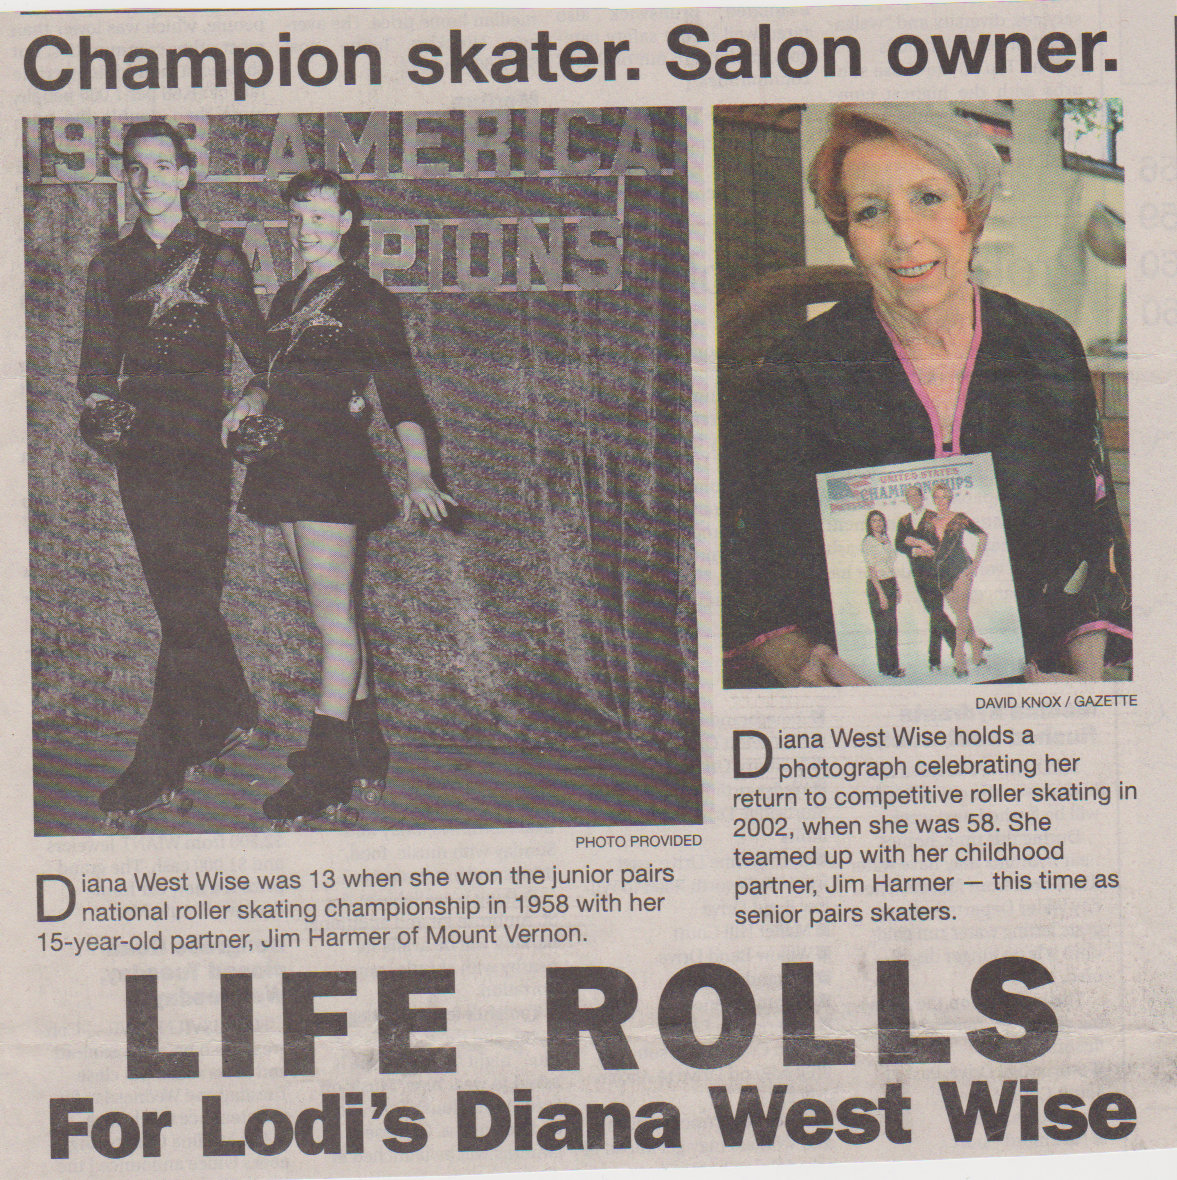 Champion skater. Salon owner.
1958 AMERICA
CHAMPIONS
UNITED STATES
CHAMPIONSHIPS
PHOTO PROVIDED
Diana West Wise was 13 when she won the junior pairs
national roller skating championship in 1958 with her
15-year-old partner, Jim Harmer of Mount Vernon.
DAVID KNOX / GAZETTE
Diana West Wise holds a
photograph celebrating her
return to competitive roller skating in
2002, when she was 58. She
teamed up with her childhood
partner, Jim Harmer — this time as
senior pairs skaters.
LIFE ROLLS
For Lodi's Diana West Wise